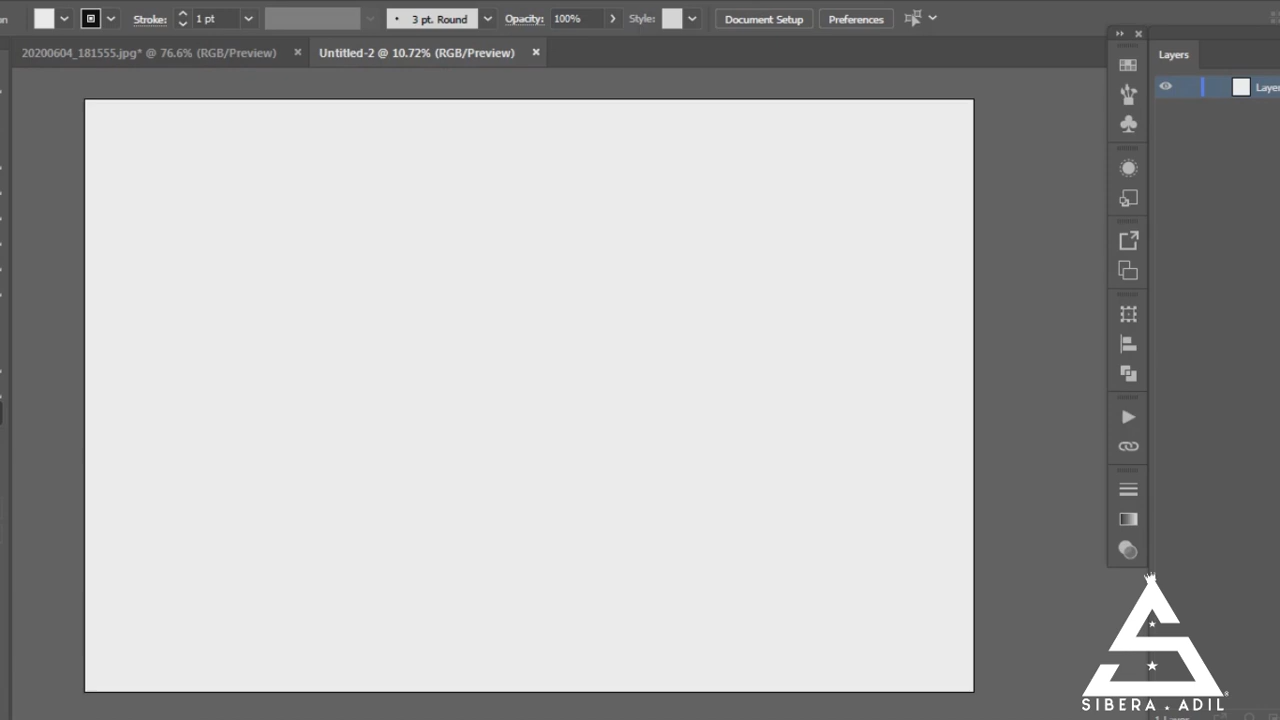 Stroke: 1 pt 3 pt. Round Opacity: 100% Style: Document Setup Preferences
20200604_181555.jpg* @ 76.6% (RGB/Preview) × Untitled-2 @ 10.72% (RGB/Preview) ×
Layers
SIBERA . ADIL